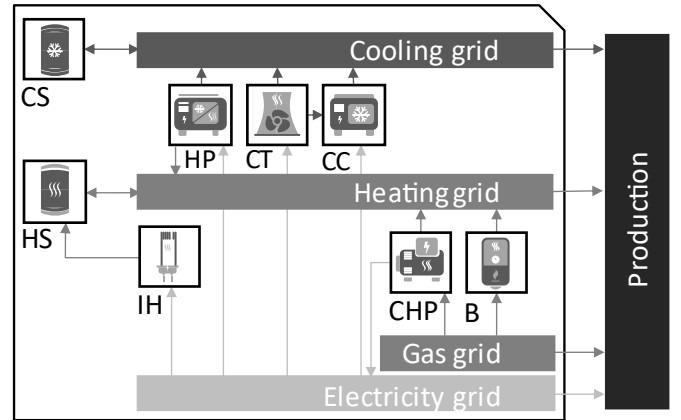 Cooling grid
CS
HP
CT
CC
Heating grid
HS
IH
CHP
B
Gas grid
Electricity grid
Production